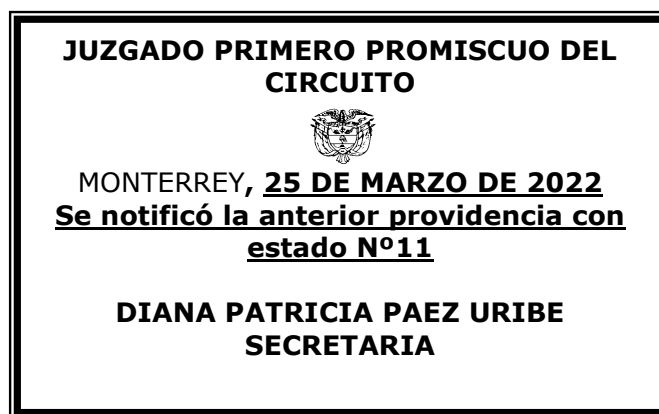 JUZGADO PRIMERO PROMISCUO DEL
CIRCUITO
MONTERREY, 25 DE MARZO DE 2022
Se notificó la anterior providencia con
estado Nº11
DIANA PATRICIA PAEZ URIBE
SECRETARIA